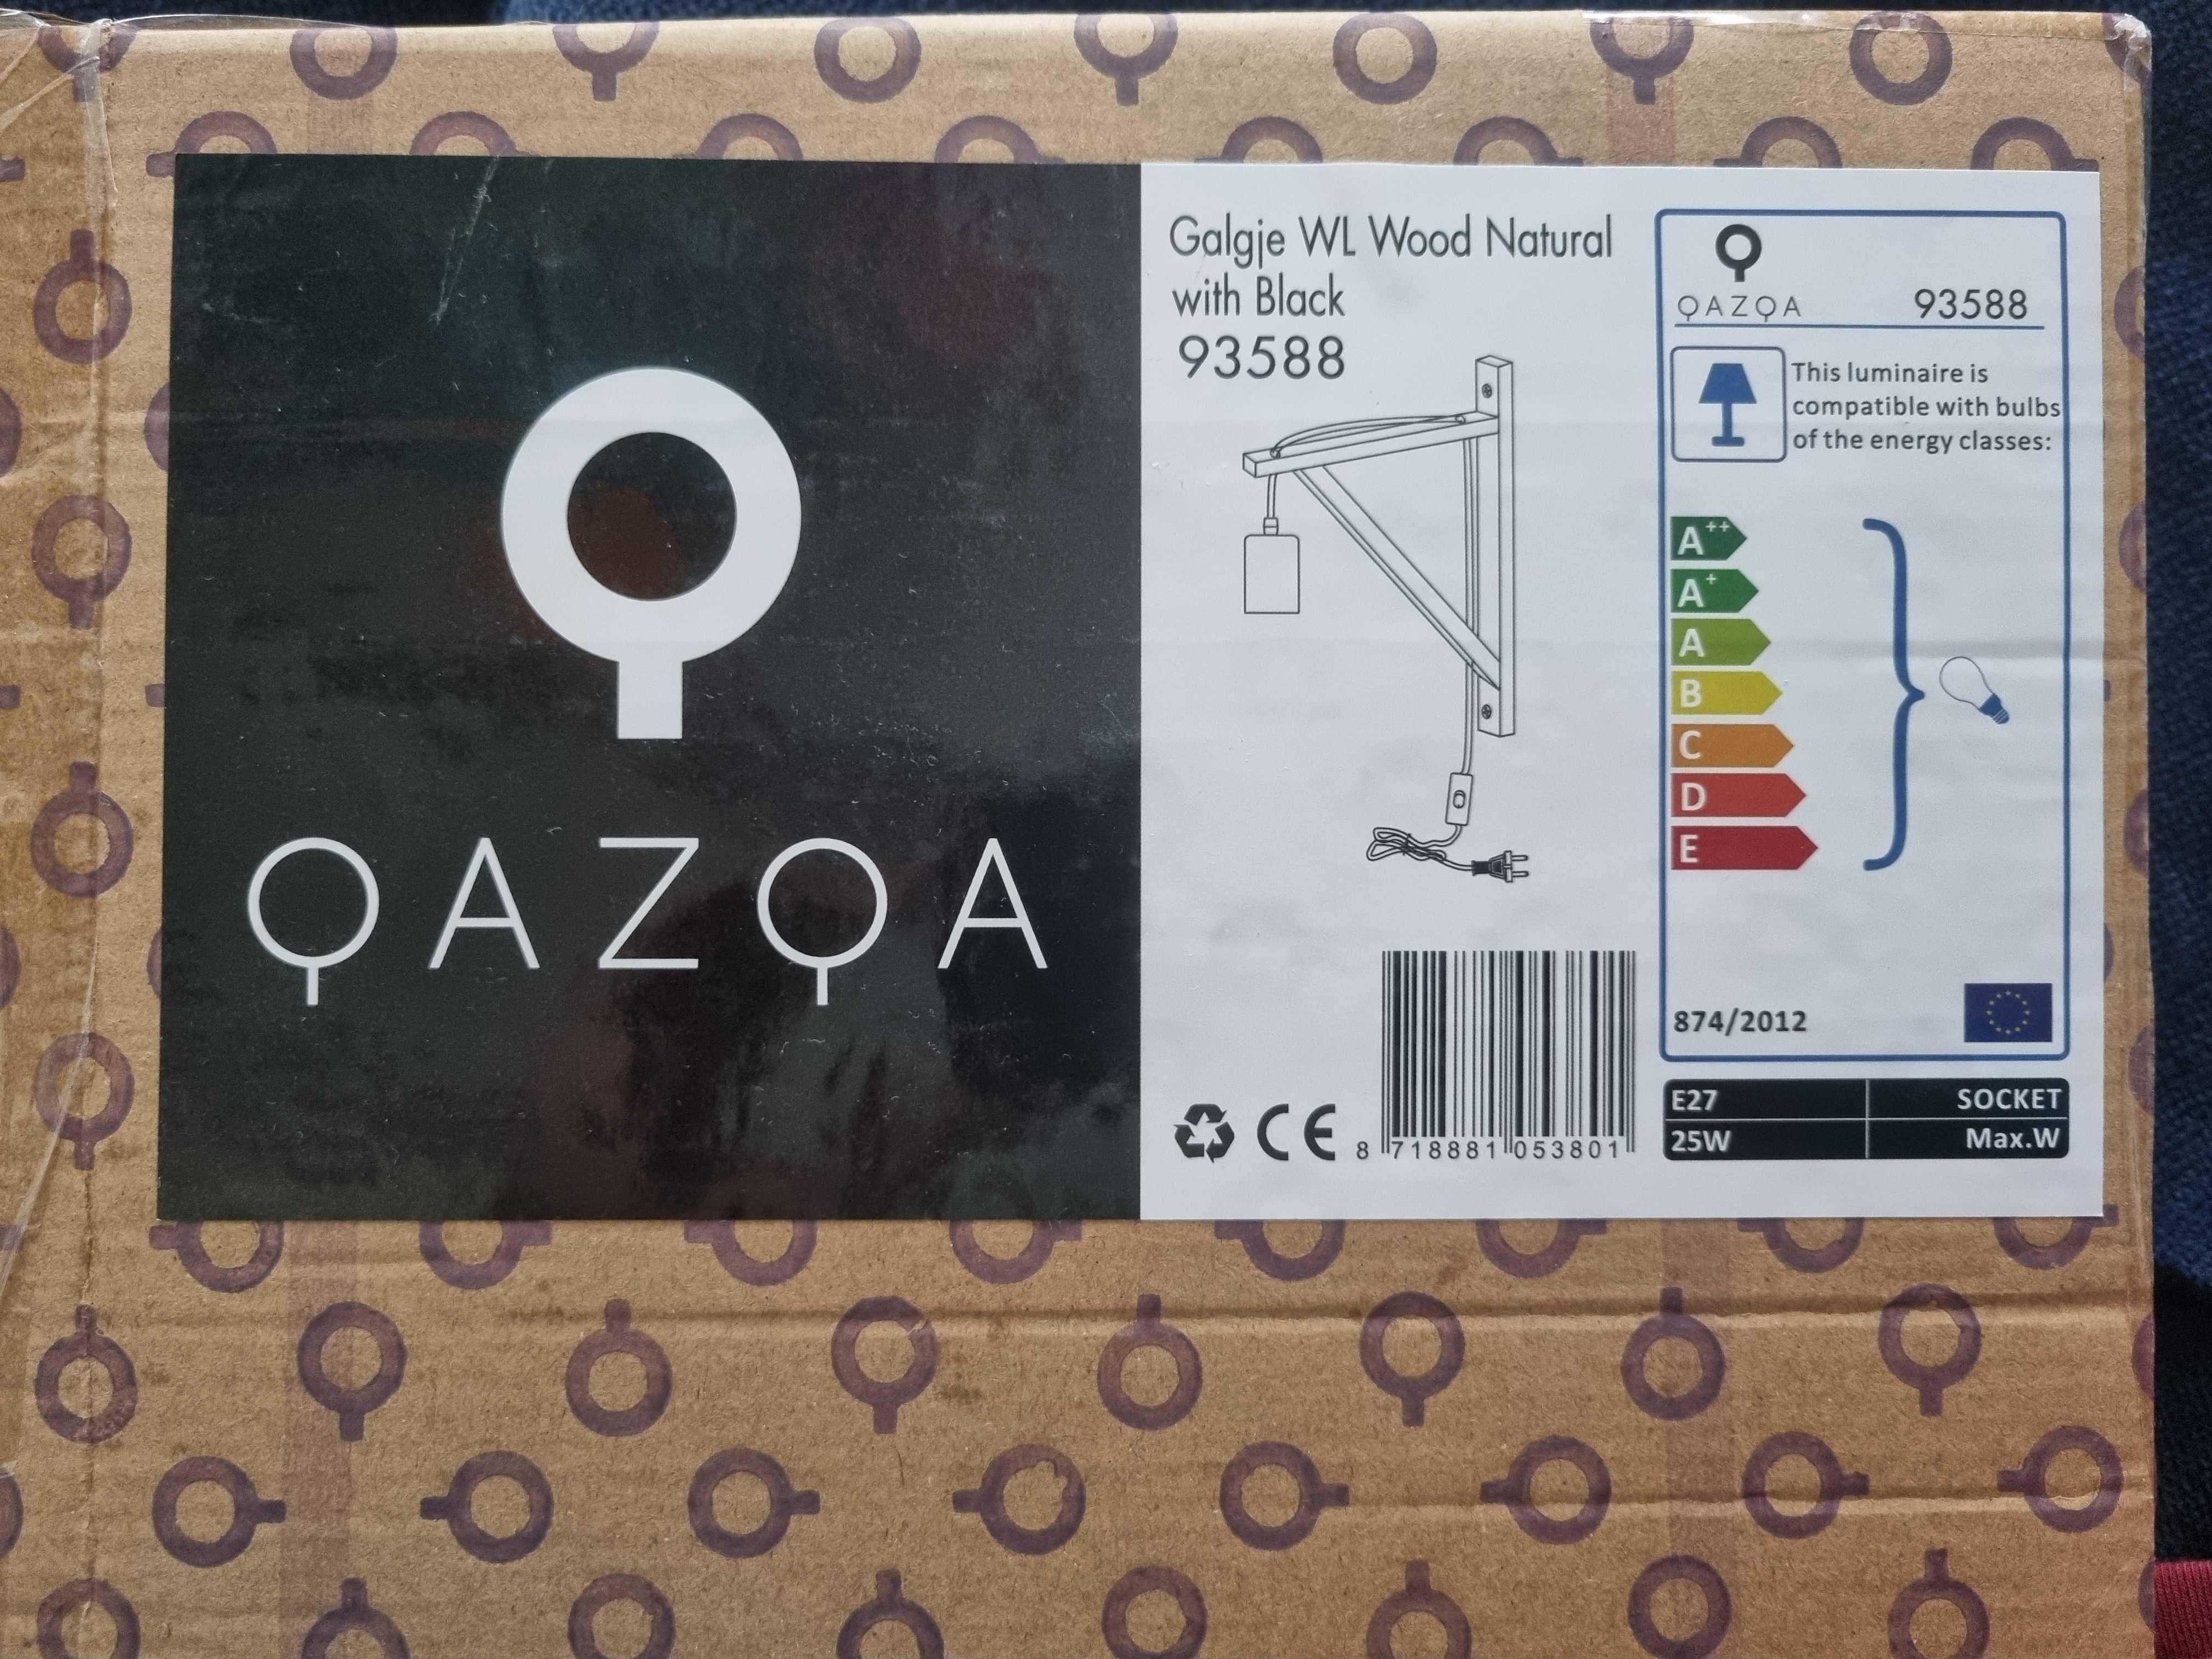 QAZQA
Galgje WL Wood Natural
with Black
93588
CE
8 718881 053801
QAZQA 93588
This luminaire is
compatible with bulbs
of the energy classes:
A++
A+
A
B
C
D
E
874/2012
E27 SOCKET
25W Max.W